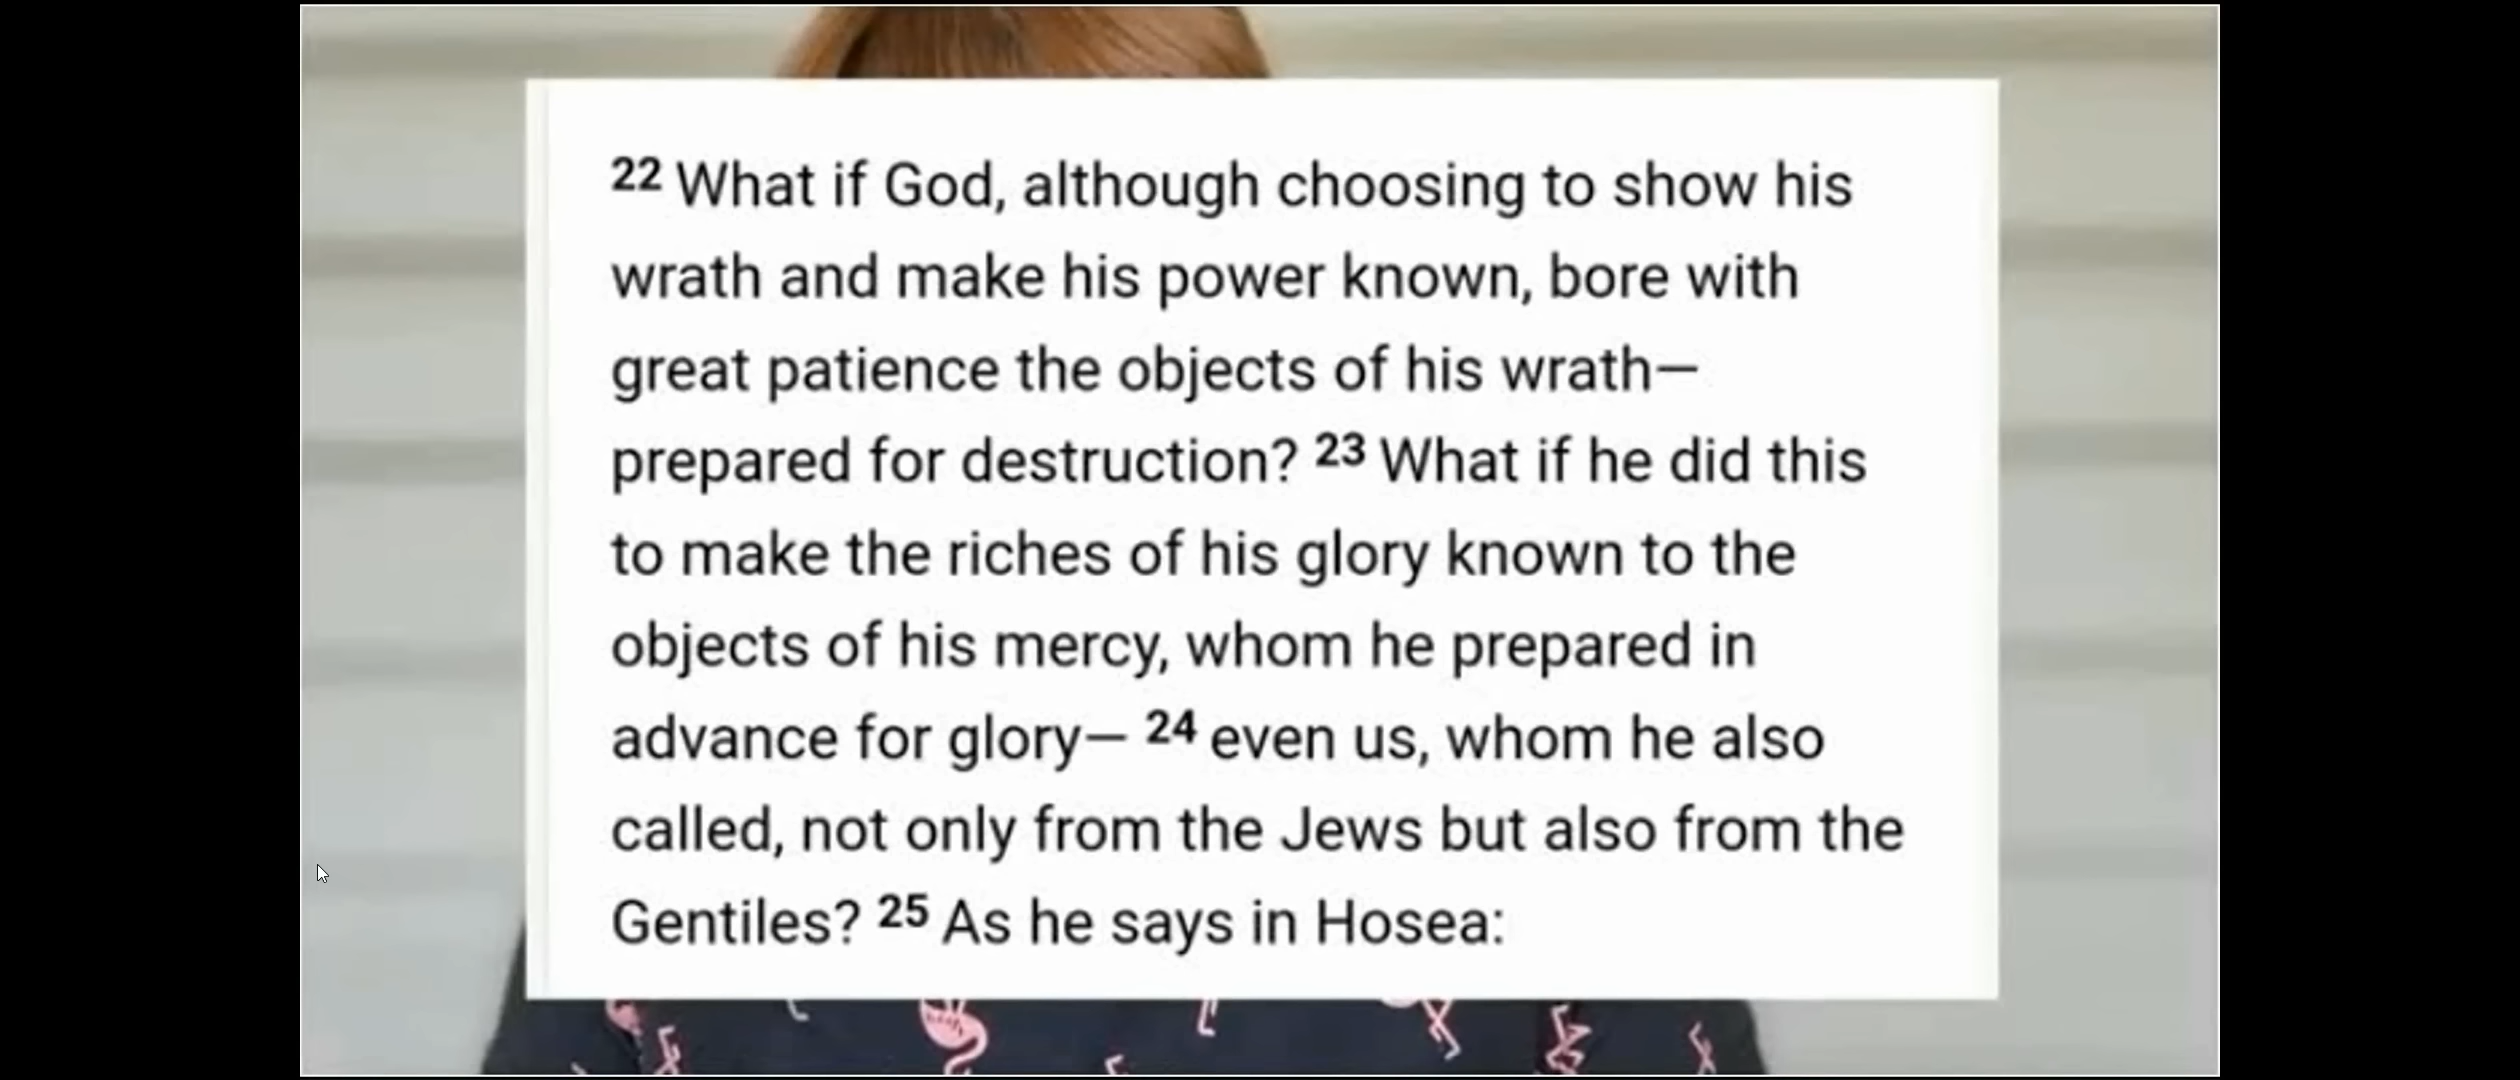 22 What if God, although choosing to show his
wrath and make his power known, bore with
great patience the objects of his wrath—
prepared for destruction? 23 What if he did this
to make the riches of his glory known to the
objects of his mercy, whom he prepared in
advance for glory— 24 even us, whom he also
called, not only from the Jews but also from the
Gentiles? 25 As he says in Hosea: